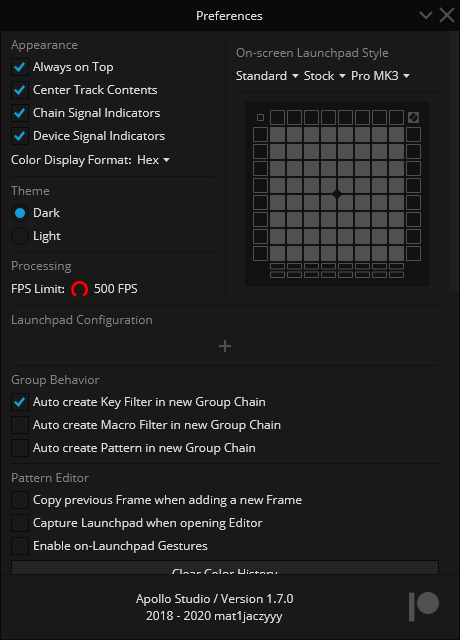 Preferences
Appearance
Always on Top
Center Track Contents
Chain Signal Indicators
Device Signal Indicators
Color Display Format: Hex
On-screen Launchpad Style
Standard Stock Pro MK3
Theme
Dark
Light
Processing
FPS Limit: 500 FPS
Launchpad Configuration
+
Group Behavior
Auto create Key Filter in new Group Chain
Auto create Macro Filter in new Group Chain
Auto create Pattern in new Group Chain
Pattern Editor
Copy previous Frame when adding a new Frame
Capture Launchpad when opening Editor
Enable on-Launchpad Gestures
Clear Color History
Apollo Studio / Version 1.7.0
2018 - 2020 mat1jaczyyy